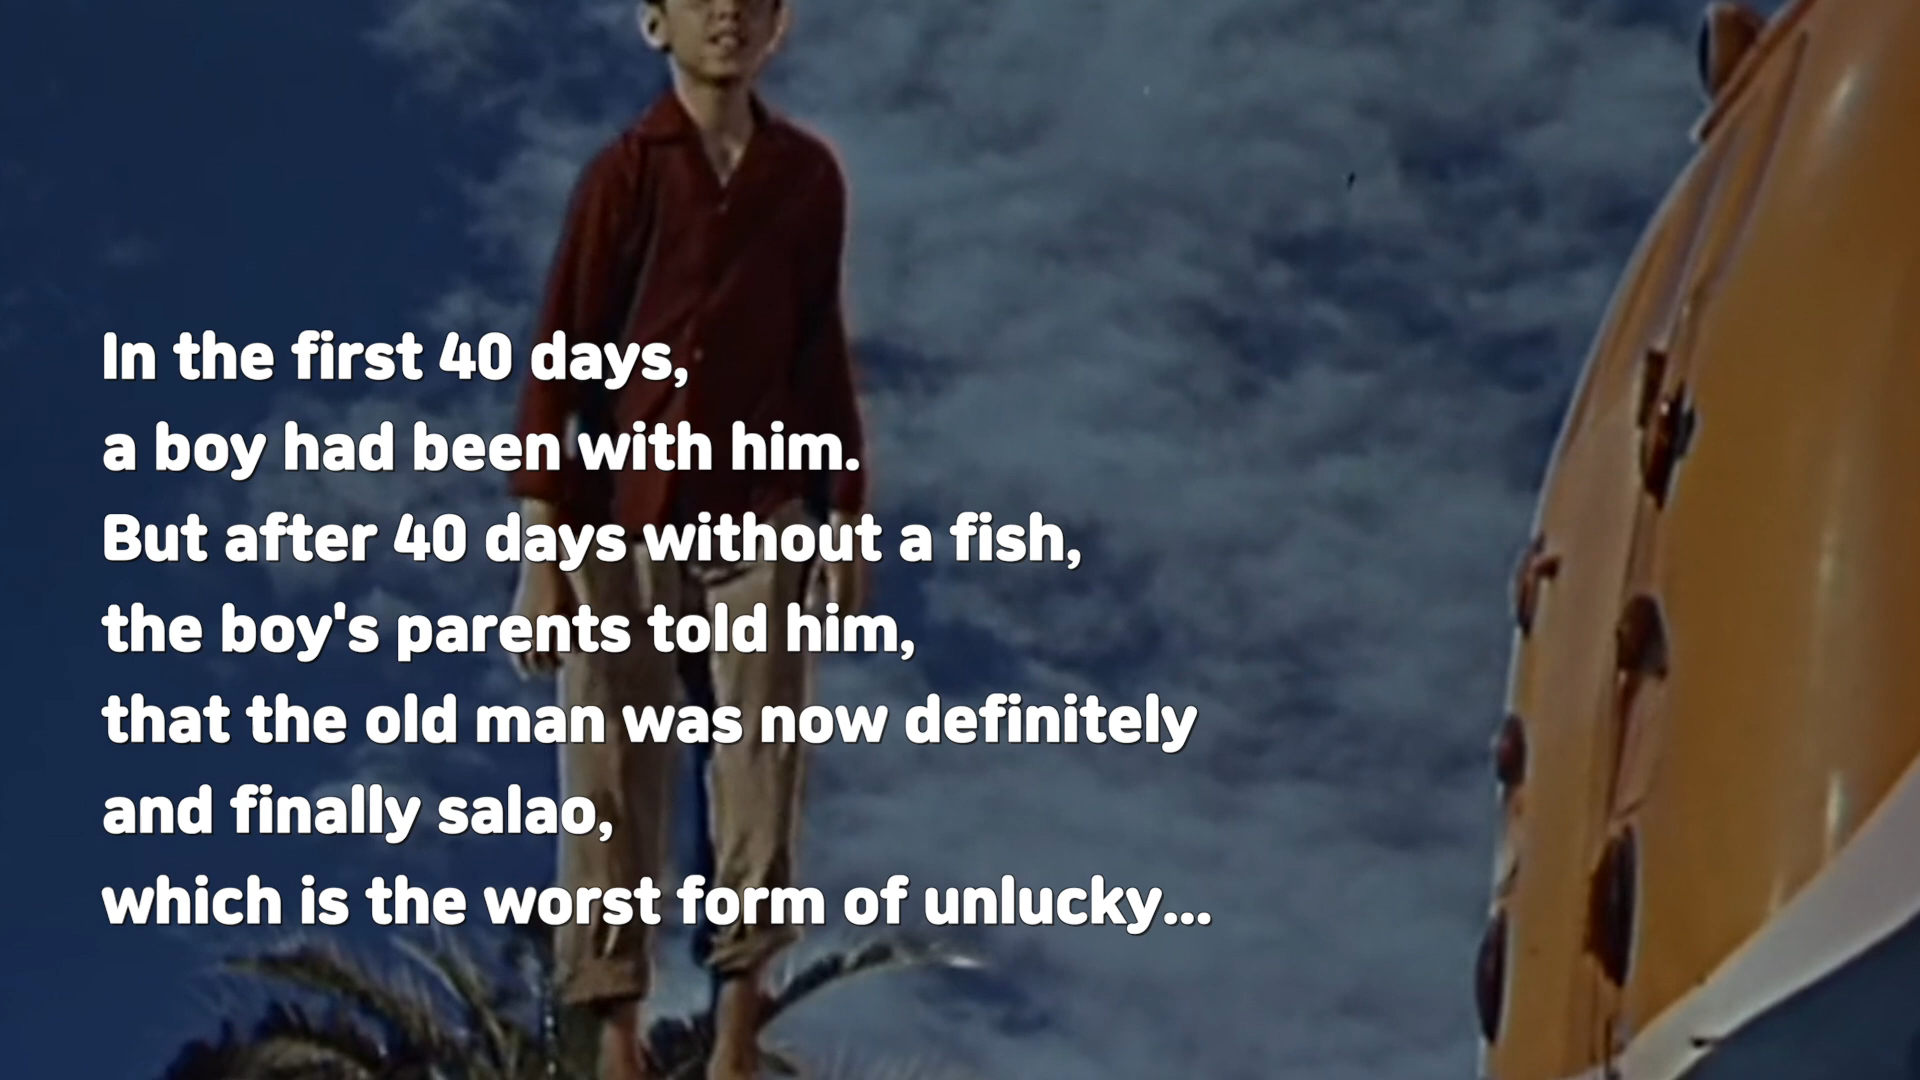 In the first 40 days,
a boy had been with him.
But after 40 days without a fish,
the boy's parents told him,
that the old man was now definitely
and finally salao,
which is the worst form of unlucky...